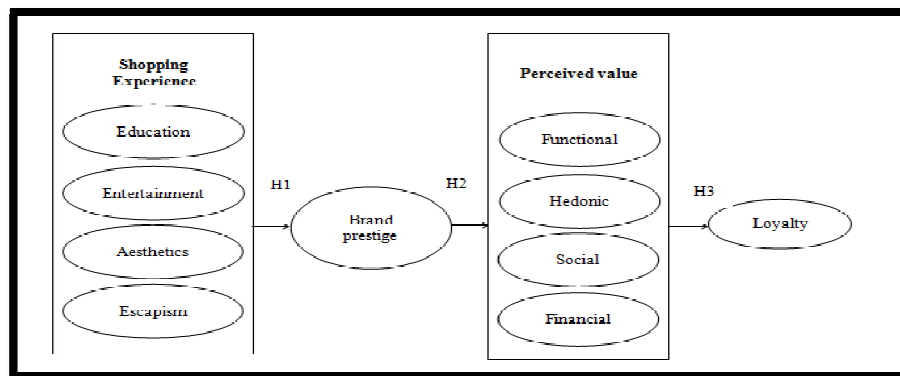 Shopping
Experience
Education
Entertainment
Aesthetics
Escapism
H1
Brand
prestige
H2
Perceived value
Functional
Hedonic
Social
Financial
H3
Loyalty